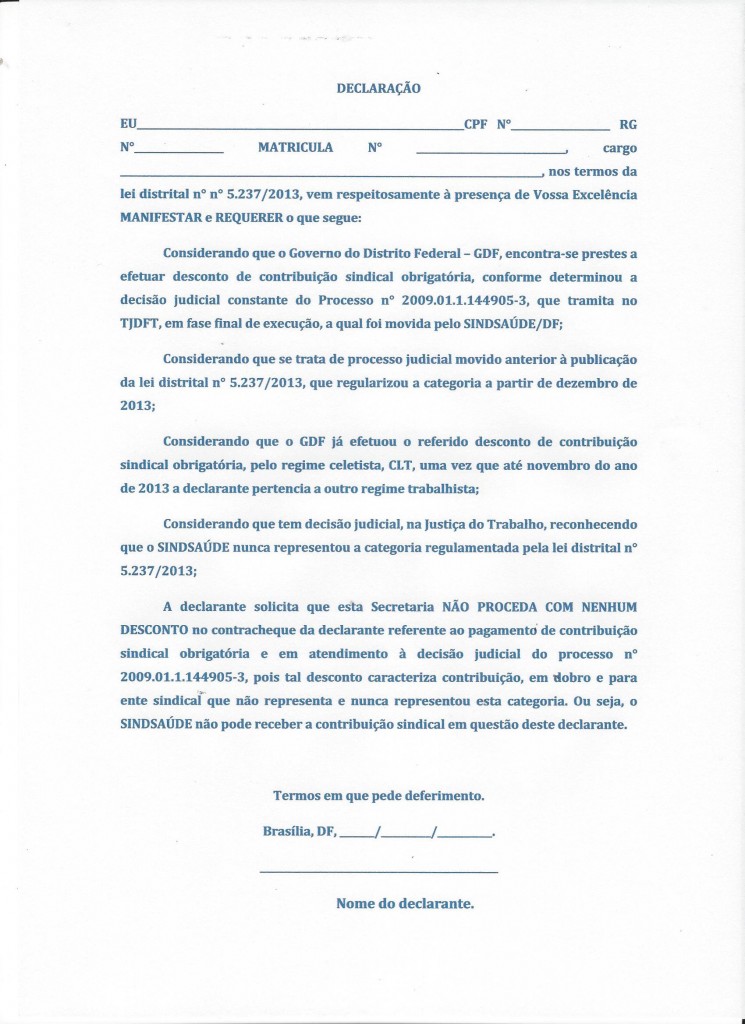 DECLARAÇÃO
EU_______________________________________________CPF N°______________ RG
N°_____________ MATRICULA N° ______________________, cargo
_____________________________________________________________, nos termos da
lei distrital n° n° 5.237/2013, vem respeitosamente à presença de Vossa Excelência
MANIFESTAR e REQUERER o que segue:
Considerando que o Governo do Distrito Federal – GDF, encontra-se prestes a
efetuar desconto de contribuição sindical obrigatória, conforme determinou a
decisão judicial constante do Processo n° 2009.01.1.144905-3, que tramita no
TJDFT, em fase final de execução, a qual foi movida pelo SINDSAÚDE/DF;
Considerando que se trata de processo judicial movido anterior à publicação
da lei distrital n° 5.237/2013, que regularizou a categoria a partir de dezembro de
2013;
Considerando que o GDF já efetuou o referido desconto de contribuição
sindical obrigatória, pelo regime celetista, CLT, uma vez que até novembro do ano
de 2013 a declarante pertencia a outro regime trabalhista;
Considerando que tem decisão judicial, na Justiça do Trabalho, reconhecendo
que o SINDSAÚDE nunca representou a categoria regulamentada pela lei distrital n°
5.237/2013;
A declarante solicita que esta Secretaria NÃO PROCEDA COM NENHUM
DESCONTO no contracheque da declarante referente ao pagamento de contribuição
sindical obrigatória e em atendimento à decisão judicial do processo n°
2009.01.1.144905-3, pois tal desconto caracteriza contribuição, em dobro e para
ente sindical que não representa e nunca representou esta categoria. Ou seja, o
SINDSAÚDE não pode receber a contribuição sindical em questão deste declarante.
Termos em que pede deferimento.
Brasília, DF, _____/_______/________.
__________________________________
Nome do declarante.